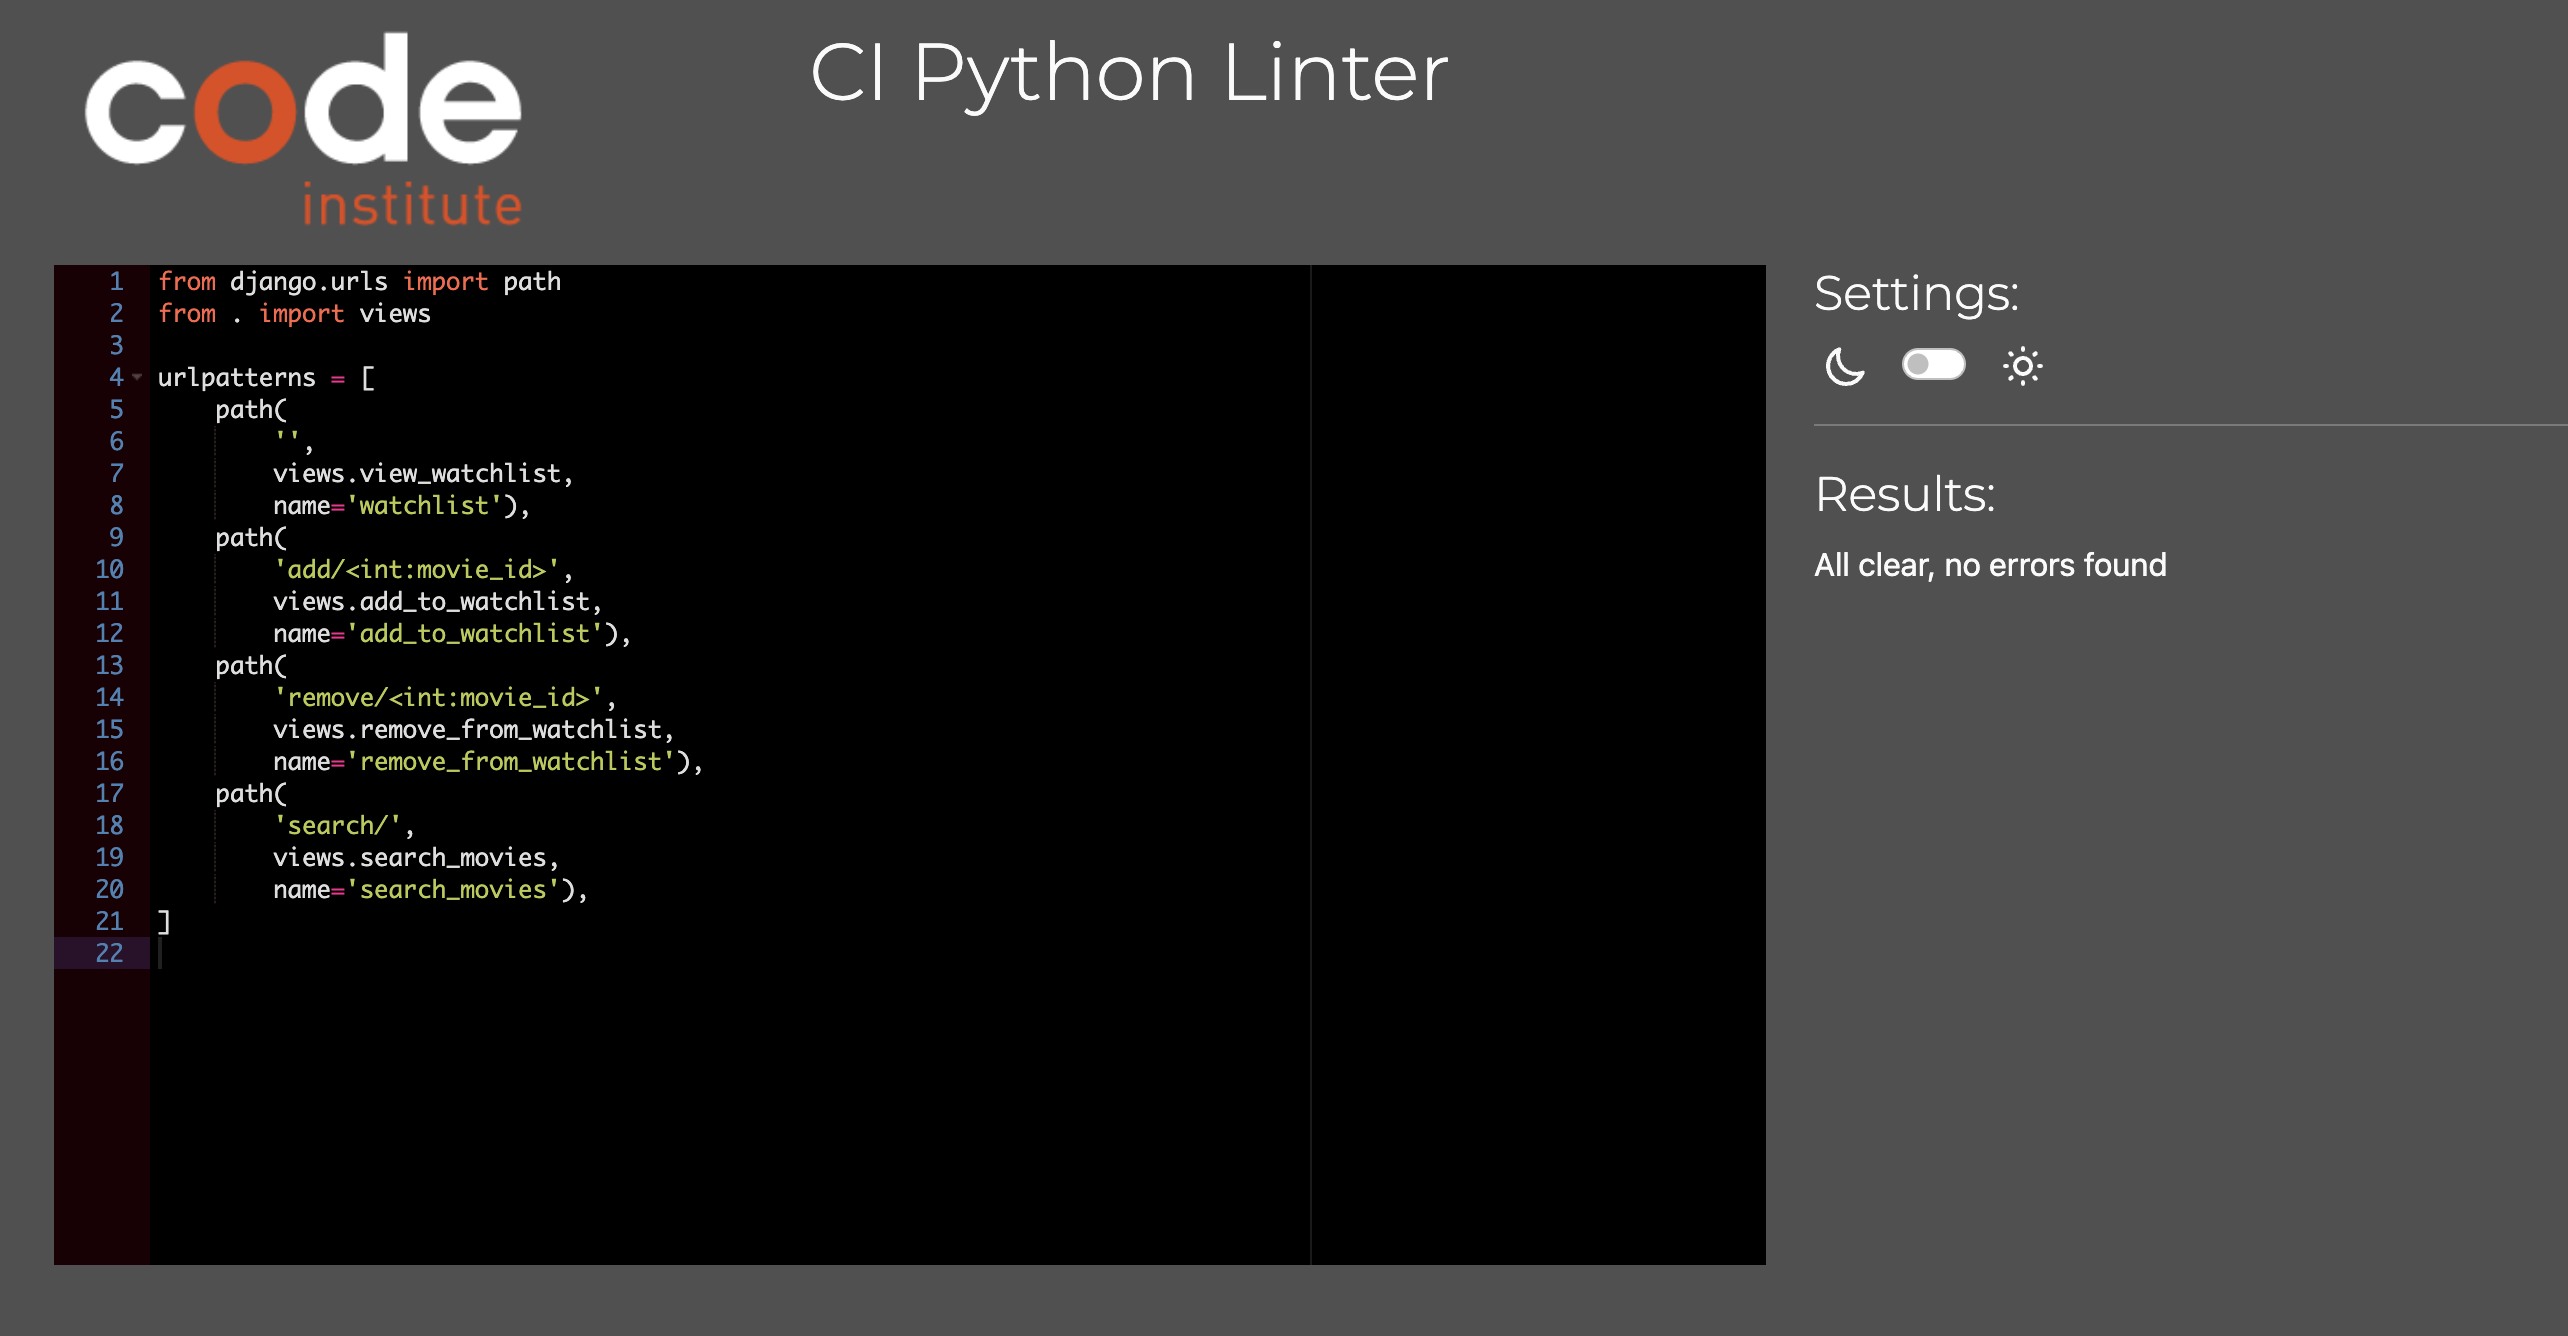 code
institute
CI Python Linter
1 from django.urls import path
2 from . import views
3
4 urlpatterns = [
5     path(
6         '',
7         views.view_watchlist,
8         name='watchlist'),
9     path(
10         'add/<int:movie_id>',
11         views.add_to_watchlist,
12         name='add_to_watchlist'),
13     path(
14         'remove/<int:movie_id>',
15         views.remove_from_watchlist,
16         name='remove_from_watchlist'),
17     path(
18         'search/',
19         views.search_movies,
20         name='search_movies'),
21 ]
22
Settings:
Results:
All clear, no errors found